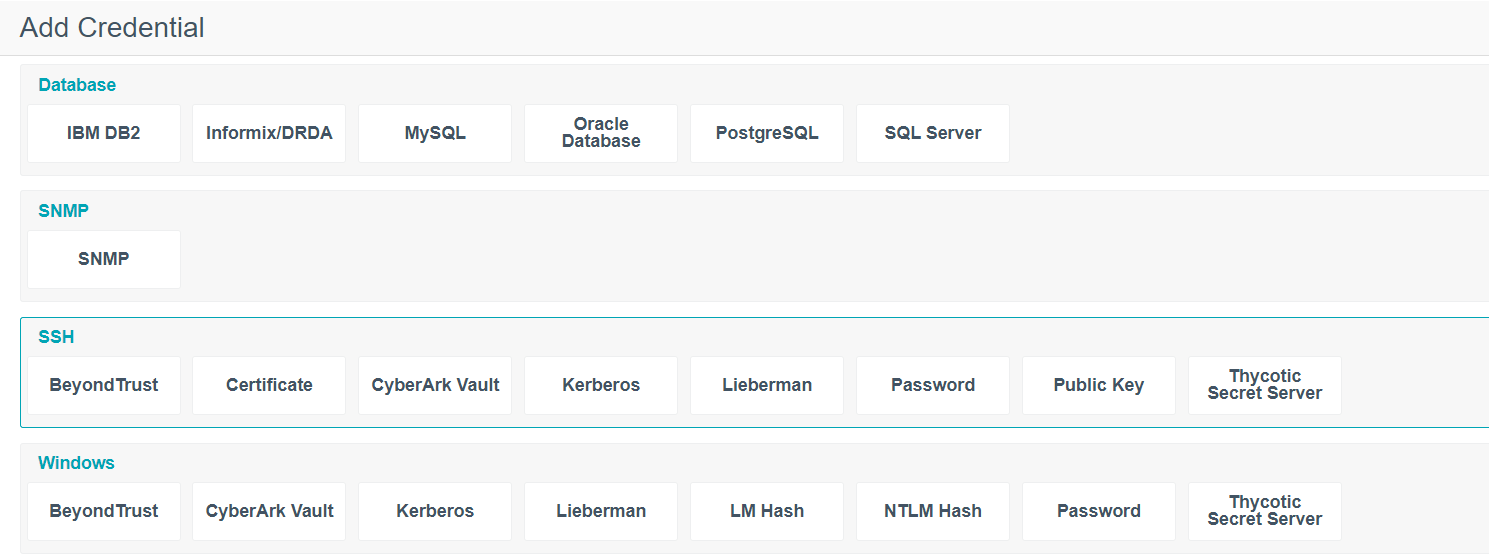 Add Credential
Database
IBM DB2
Informix/DRDA
MySQL
Oracle
Database
PostgreSQL
SQL Server
SNMP
SNMP
SSH
BeyondTrust
Certificate
CyberArk Vault
Kerberos
Lieberman
Password
Public Key
Thycotic
Secret Server
Windows
BeyondTrust
CyberArk Vault
Kerberos
Lieberman
LM Hash
NTLM Hash
Password
Thycotic
Secret Server